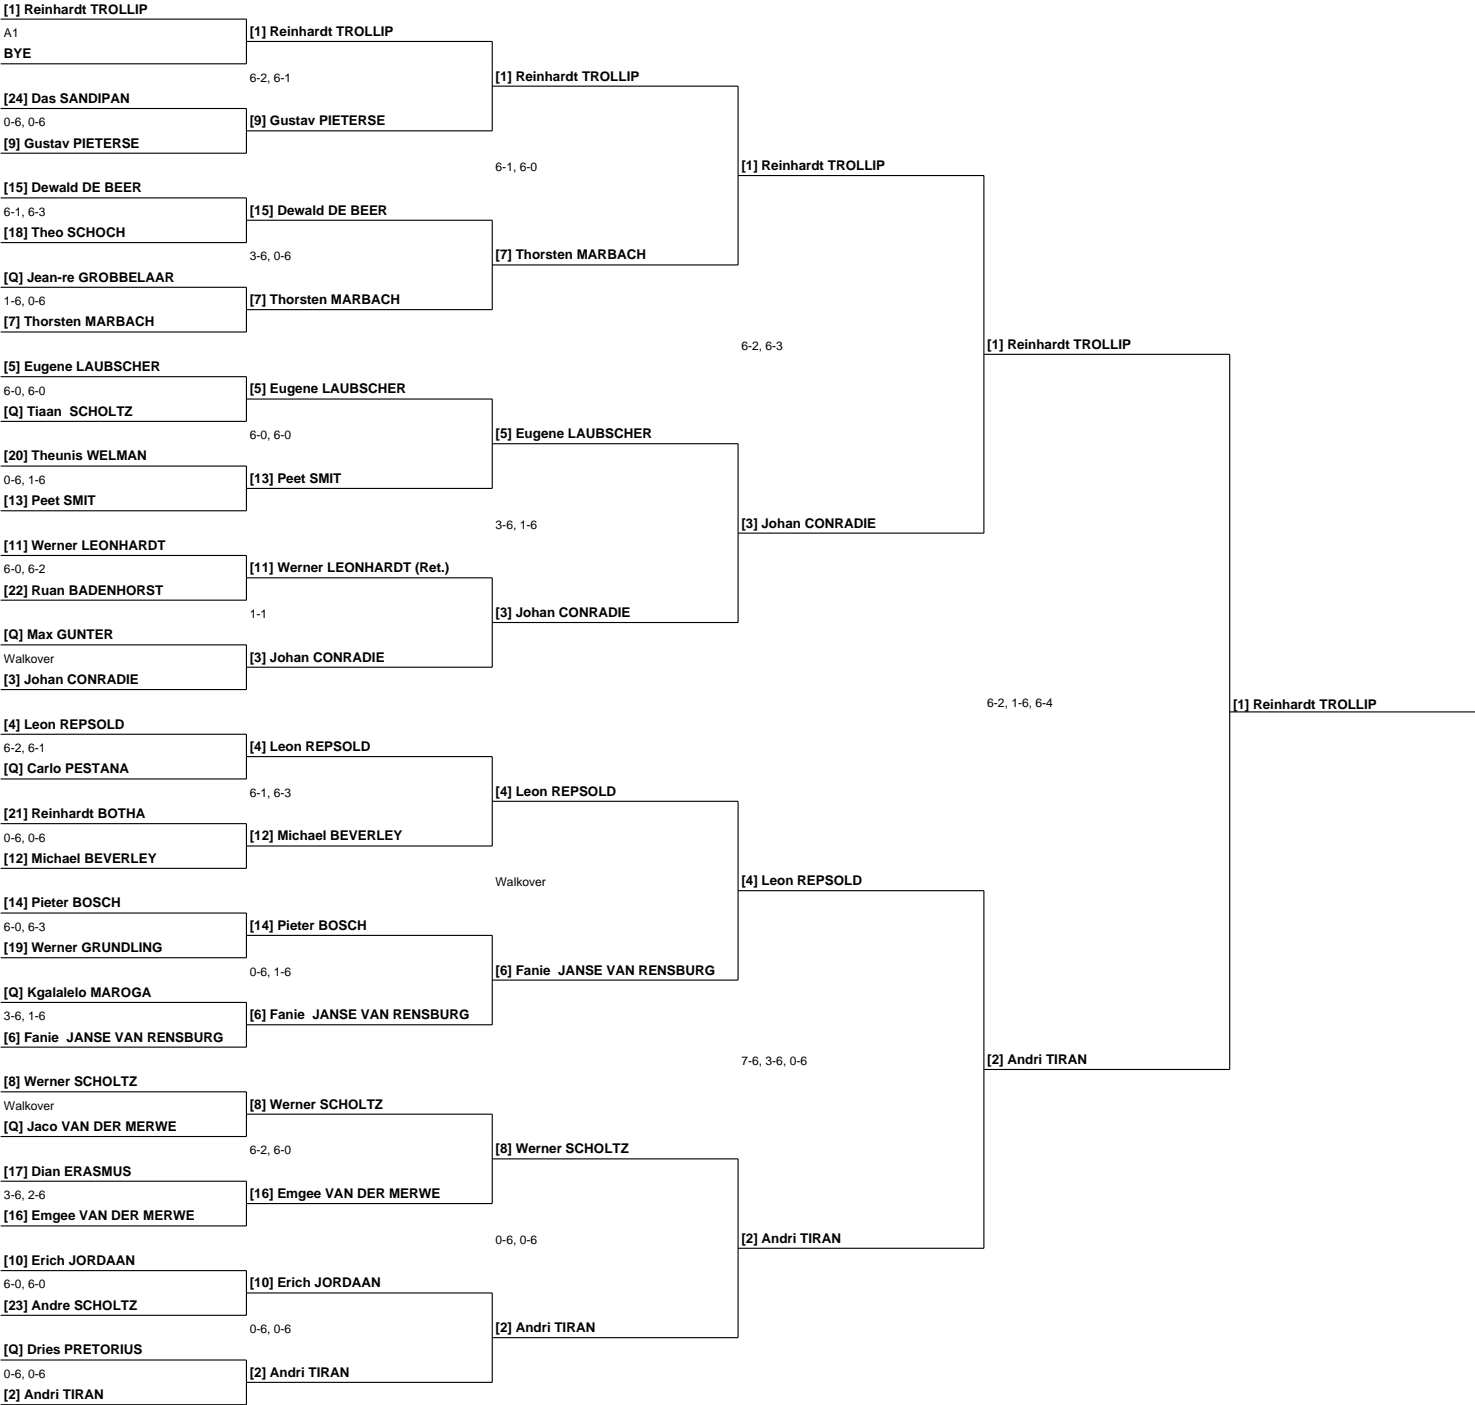 [1] Reinhardt TROLLIP
A1
BYE
[24] Das SANDIPAN
0-6, 0-6
[9] Gustav PIETERSE
[15] Dewald DE BEER
6-1, 6-3
[18] Theo SCHOCH
[Q] Jean-re GROBBELAAR
1-6, 0-6
[7] Thorsten MARBACH
[5] Eugene LAUBSCHER
6-0, 6-0
[Q] Tiaan  SCHOLTZ
[20] Theunis WELMAN
0-6, 1-6
[13] Peet SMIT
[11] Werner LEONHARDT
6-0, 6-2
[22] Ruan BADENHORST
[Q] Max GUNTER
Walkover
[3] Johan CONRADIE
[4] Leon REPSOLD
6-2, 6-1
[Q] Carlo PESTANA
[21] Reinhardt BOTHA
0-6, 0-6
[12] Michael BEVERLEY
[14] Pieter BOSCH
6-0, 6-3
[19] Werner GRUNDLING
[Q] Kgalalelo MAROGA
3-6, 1-6
[6] Fanie  JANSE VAN RENSBURG
[8] Werner SCHOLTZ
Walkover
[Q] Jaco VAN DER MERWE
[17] Dian ERASMUS
3-6, 2-6
[16] Emgee VAN DER MERWE
[10] Erich JORDAAN
6-0, 6-0
[23] Andre SCHOLTZ
[Q] Dries PRETORIUS
0-6, 0-6
[2] Andri TIRAN
[1] Reinhardt TROLLIP
6-2, 6-1
[9] Gustav PIETERSE
[15] Dewald DE BEER
3-6, 0-6
[7] Thorsten MARBACH
[5] Eugene LAUBSCHER
6-0, 6-0
[13] Peet SMIT
[11] Werner LEONHARDT (Ret.)
1-1
[3] Johan CONRADIE
[4] Leon REPSOLD
6-1, 6-3
[12] Michael BEVERLEY
[14] Pieter BOSCH
0-6, 1-6
[6] Fanie  JANSE VAN RENSBURG
[8] Werner SCHOLTZ
6-2, 6-0
[16] Emgee VAN DER MERWE
[10] Erich JORDAAN
0-6, 0-6
[2] Andri TIRAN
[1] Reinhardt TROLLIP
6-1, 6-0
[7] Thorsten MARBACH
[5] Eugene LAUBSCHER
3-6, 1-6
[3] Johan CONRADIE
[4] Leon REPSOLD
Walkover
[6] Fanie  JANSE VAN RENSBURG
[8] Werner SCHOLTZ
0-6, 0-6
[2] Andri TIRAN
[1] Reinhardt TROLLIP
6-2, 6-3
[3] Johan CONRADIE
[4] Leon REPSOLD
7-6, 3-6, 0-6
[2] Andri TIRAN
[1] Reinhardt TROLLIP
6-2, 1-6, 6-4
[2] Andri TIRAN
[1] Reinhardt TROLLIP